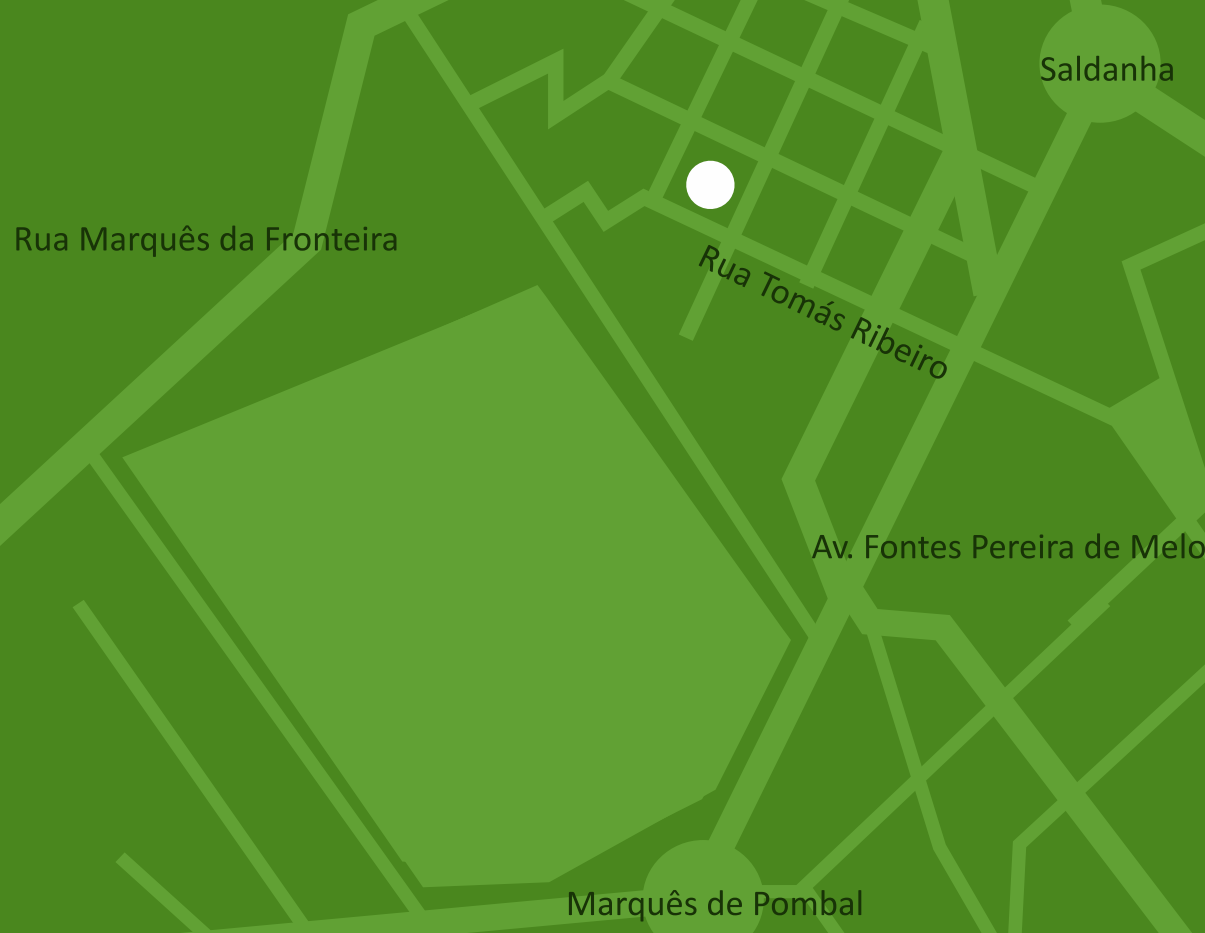 Saldanha
Rua Marquês da Fronteira
Rua Tomás Ribeiro
Av. Fontes Pereira de Melo
Marquês de Pombal